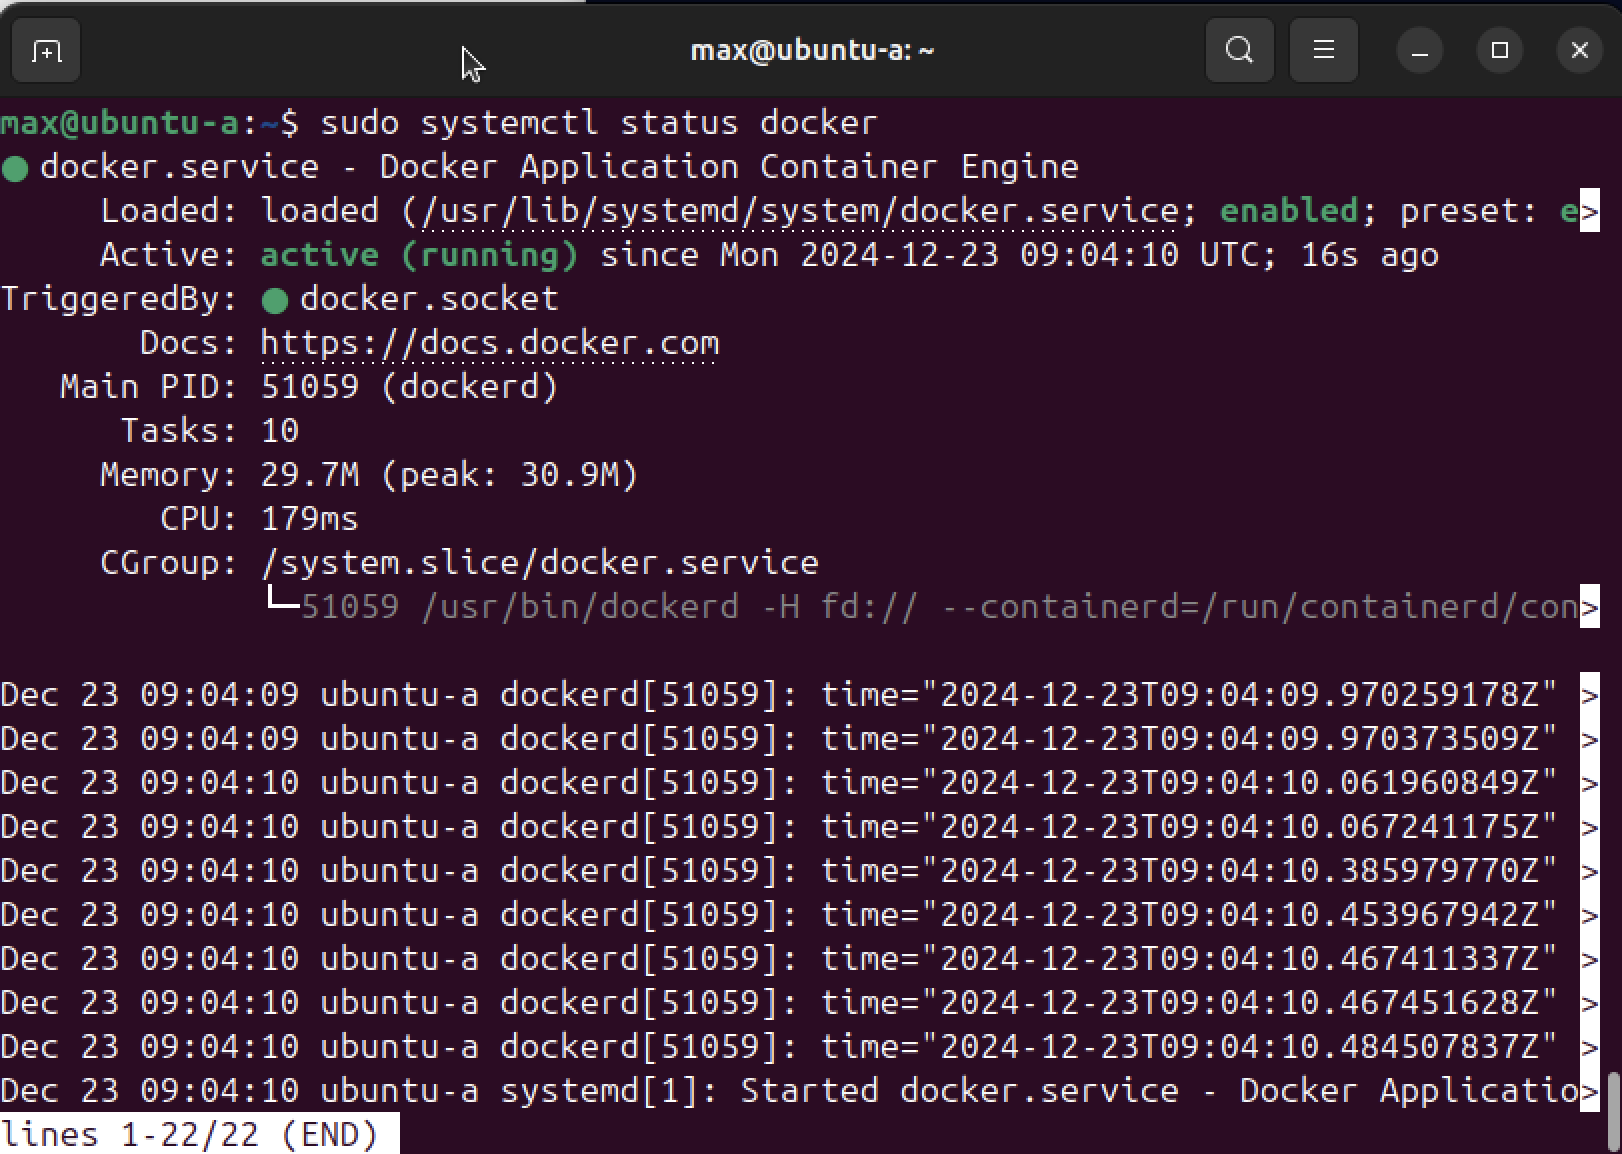 max@ubuntu-a: ~
max@ubuntu-a:~$ sudo systemctl status docker
● docker.service - Docker Application Container Engine
     Loaded: loaded (/usr/lib/systemd/system/docker.service; enabled; preset: e>
     Active: active (running) since Mon 2024-12-23 09:04:10 UTC; 16s ago
TriggeredBy: ● docker.socket
       Docs: https://docs.docker.com
   Main PID: 51059 (dockerd)
      Tasks: 10
     Memory: 29.7M (peak: 30.9M)
        CPU: 179ms
     CGroup: /system.slice/docker.service
             └─51059 /usr/bin/dockerd -H fd:// --containerd=/run/containerd/con>
Dec 23 09:04:09 ubuntu-a dockerd[51059]: time="2024-12-23T09:04:09.970259178Z" >
Dec 23 09:04:09 ubuntu-a dockerd[51059]: time="2024-12-23T09:04:09.970373509Z" >
Dec 23 09:04:10 ubuntu-a dockerd[51059]: time="2024-12-23T09:04:10.061960849Z" >
Dec 23 09:04:10 ubuntu-a dockerd[51059]: time="2024-12-23T09:04:10.067241175Z" >
Dec 23 09:04:10 ubuntu-a dockerd[51059]: time="2024-12-23T09:04:10.385979770Z" >
Dec 23 09:04:10 ubuntu-a dockerd[51059]: time="2024-12-23T09:04:10.453967942Z" >
Dec 23 09:04:10 ubuntu-a dockerd[51059]: time="2024-12-23T09:04:10.467411337Z" >
Dec 23 09:04:10 ubuntu-a dockerd[51059]: time="2024-12-23T09:04:10.467451628Z" >
Dec 23 09:04:10 ubuntu-a dockerd[51059]: time="2024-12-23T09:04:10.484507837Z" >
Dec 23 09:04:10 ubuntu-a systemd[1]: Started docker.service - Docker Applicatio>
lines 1-22/22 (END)